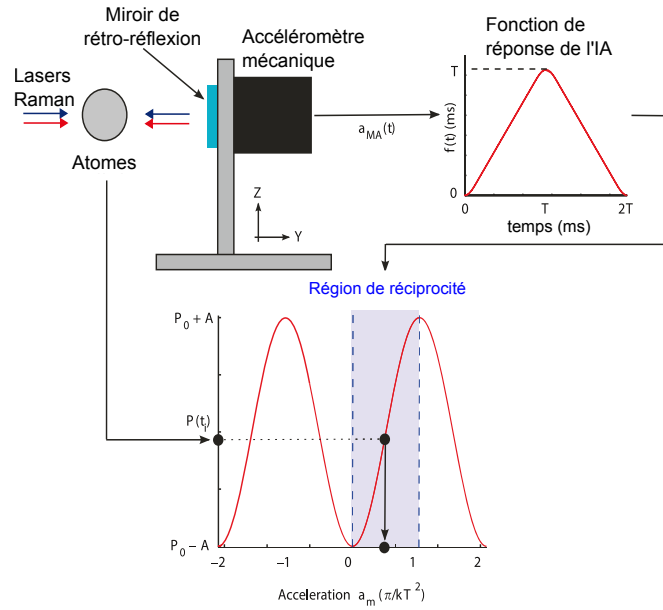 Miroir de
rétro-réflexion
Accéléromètre
mécanique
Fonction de
réponse de l'IA
Lasers
Raman
Atomes
a_MA(t)
Z
Y
T
f(t) (ms)
0
0
T
2T
temps (ms)
Région de réciprocité
P_0 + A
P(t_i)
P_0 − A
−2
−1
0
1
2
Acceleration a_m (π/kT^2)